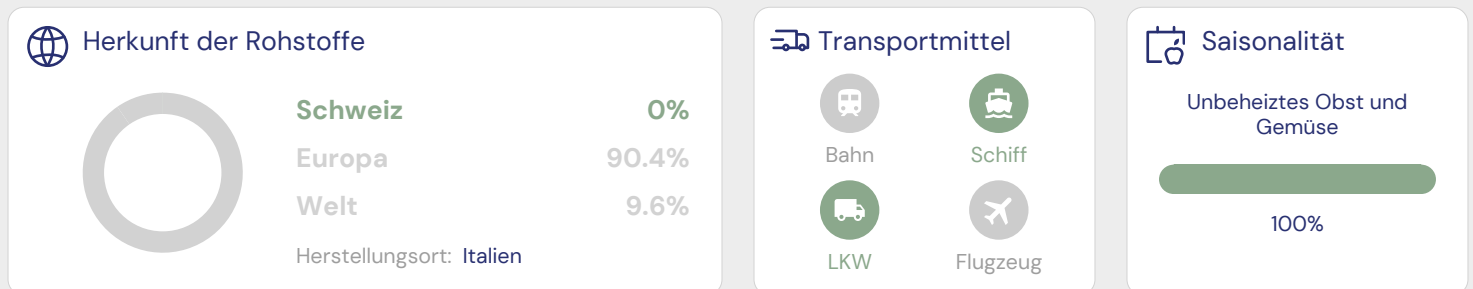 Herkunft der Rohstoffe
Schweiz 0%
Europa 90.4%
Welt 9.6%
Herstellungsort: Italien
Transportmittel
Bahn Schiff
LKW Flugzeug
Saisonalität
Unbeheiztes Obst und
Gemüse
100%